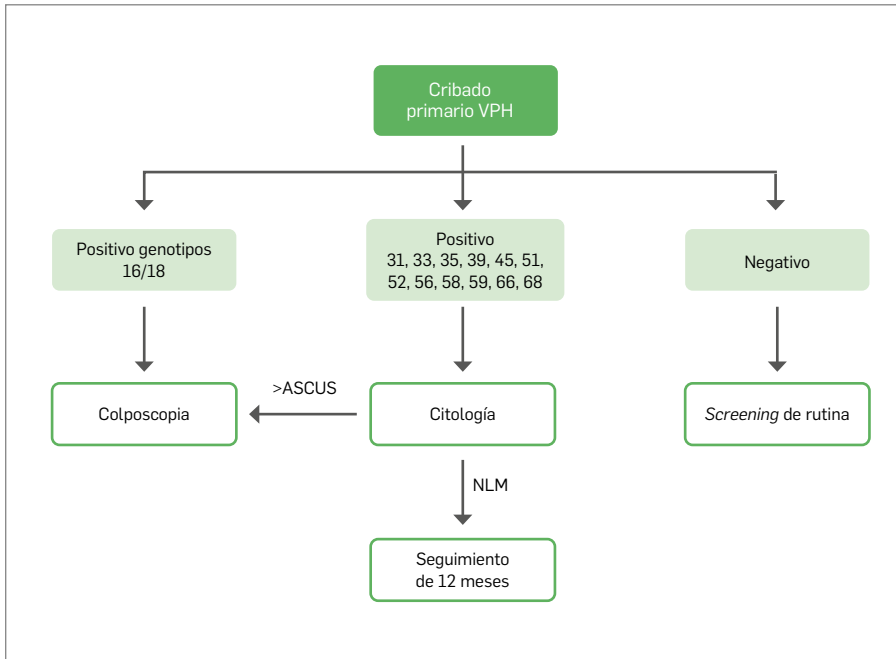 Cribado
primario VPH
Positivo genotipos
16/18
Positivo
31, 33, 35, 39, 45, 51,
52, 56, 58, 59, 66, 68
Negativo
Colposcopia
>ASCUS
Citología
Screening de rutina
NLM
Seguimiento
de 12 meses